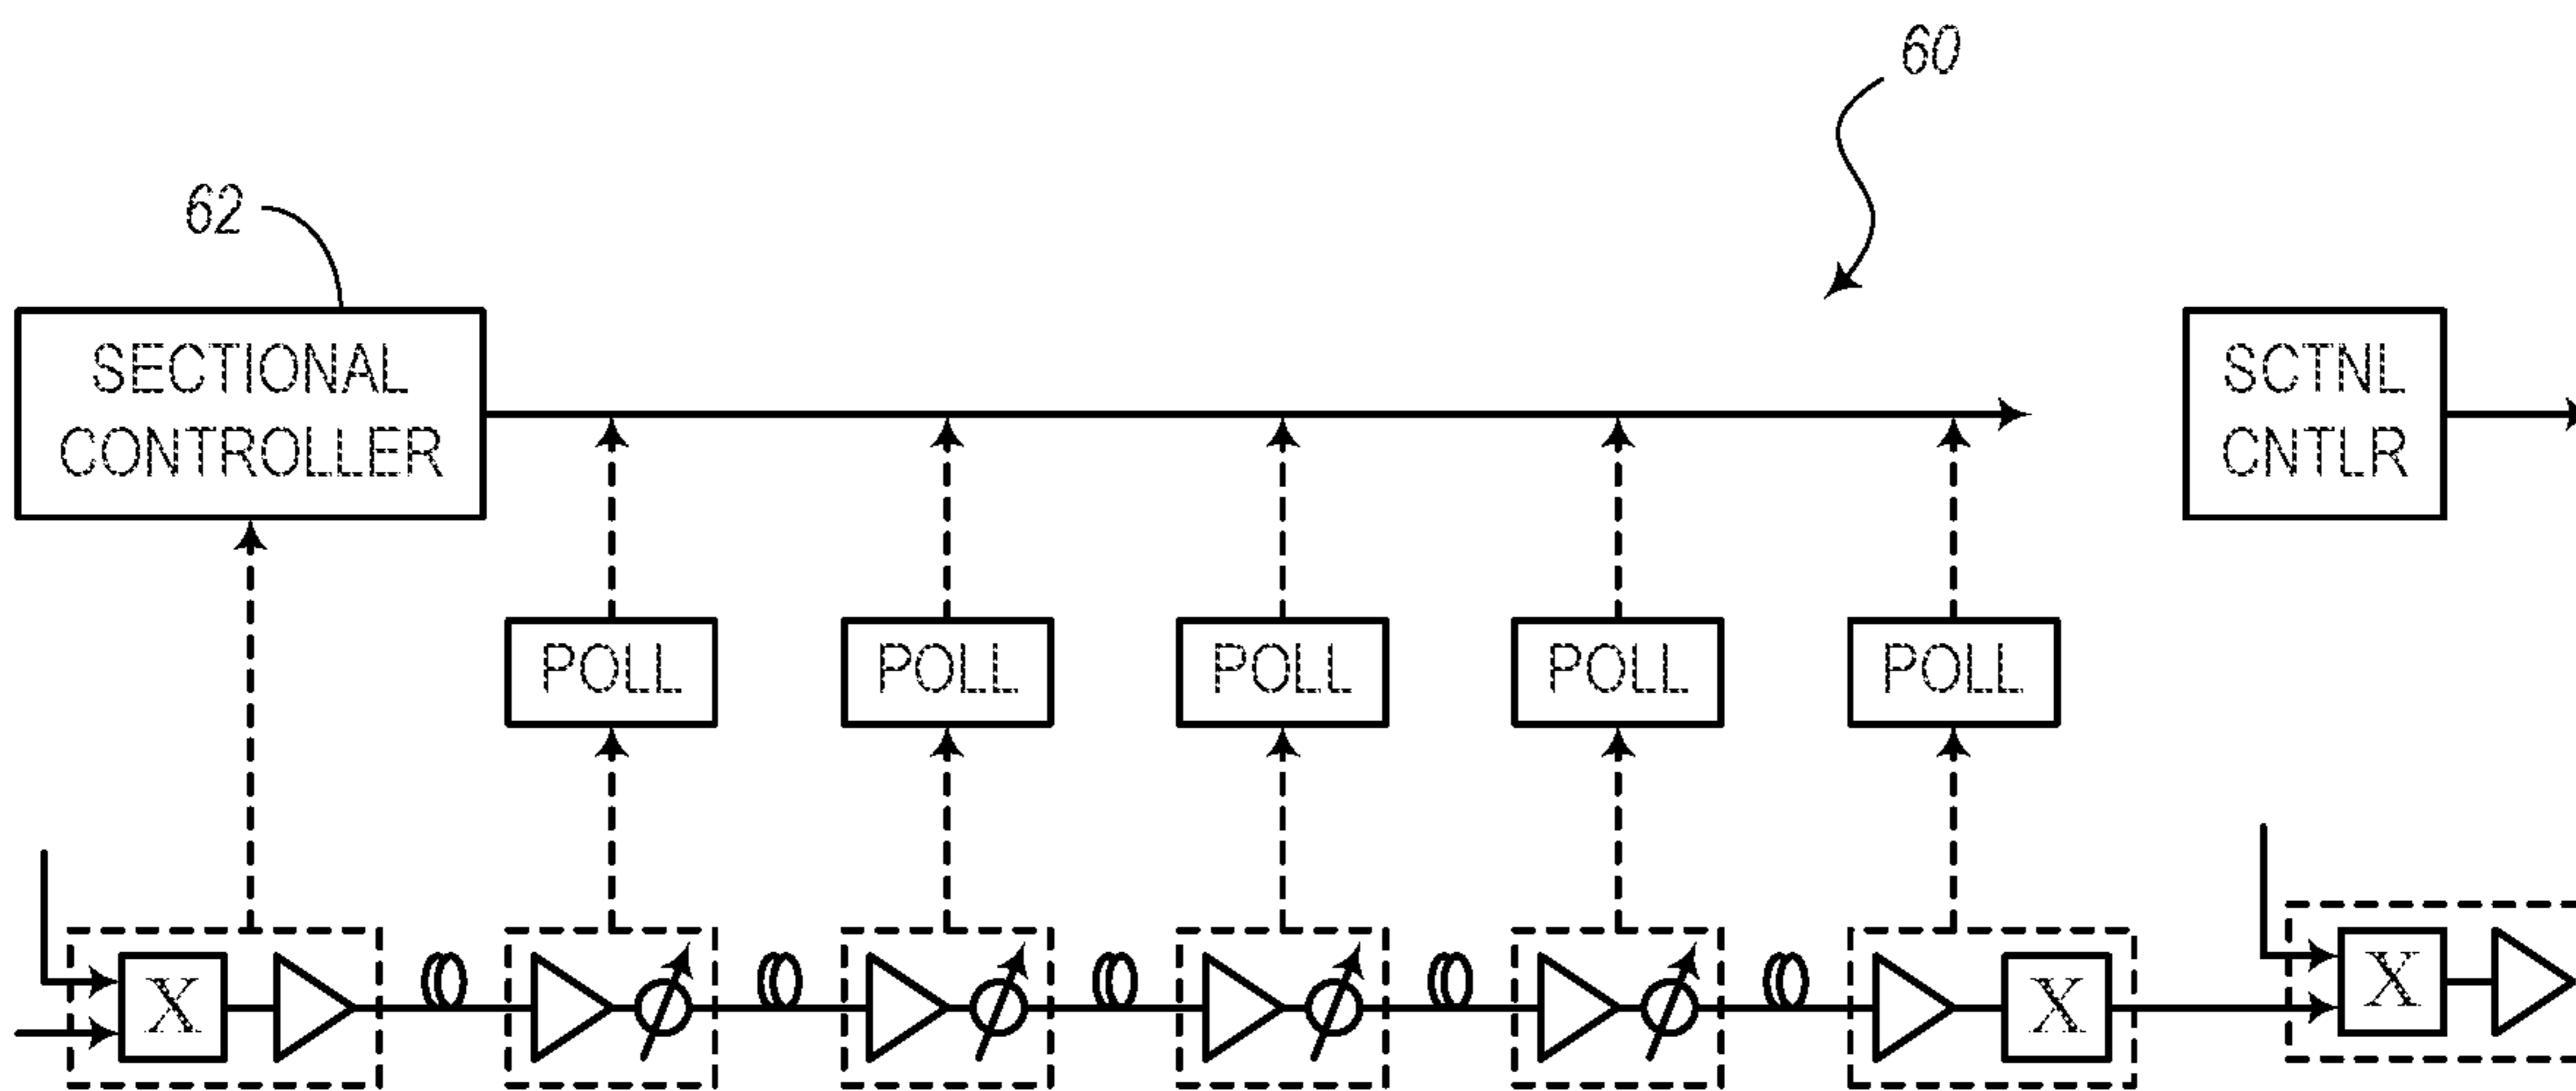 60
62
SECTIONAL
CONTROLLER
SCTNL
CNTLR
POLL POLL POLL POLL POLL
X X X